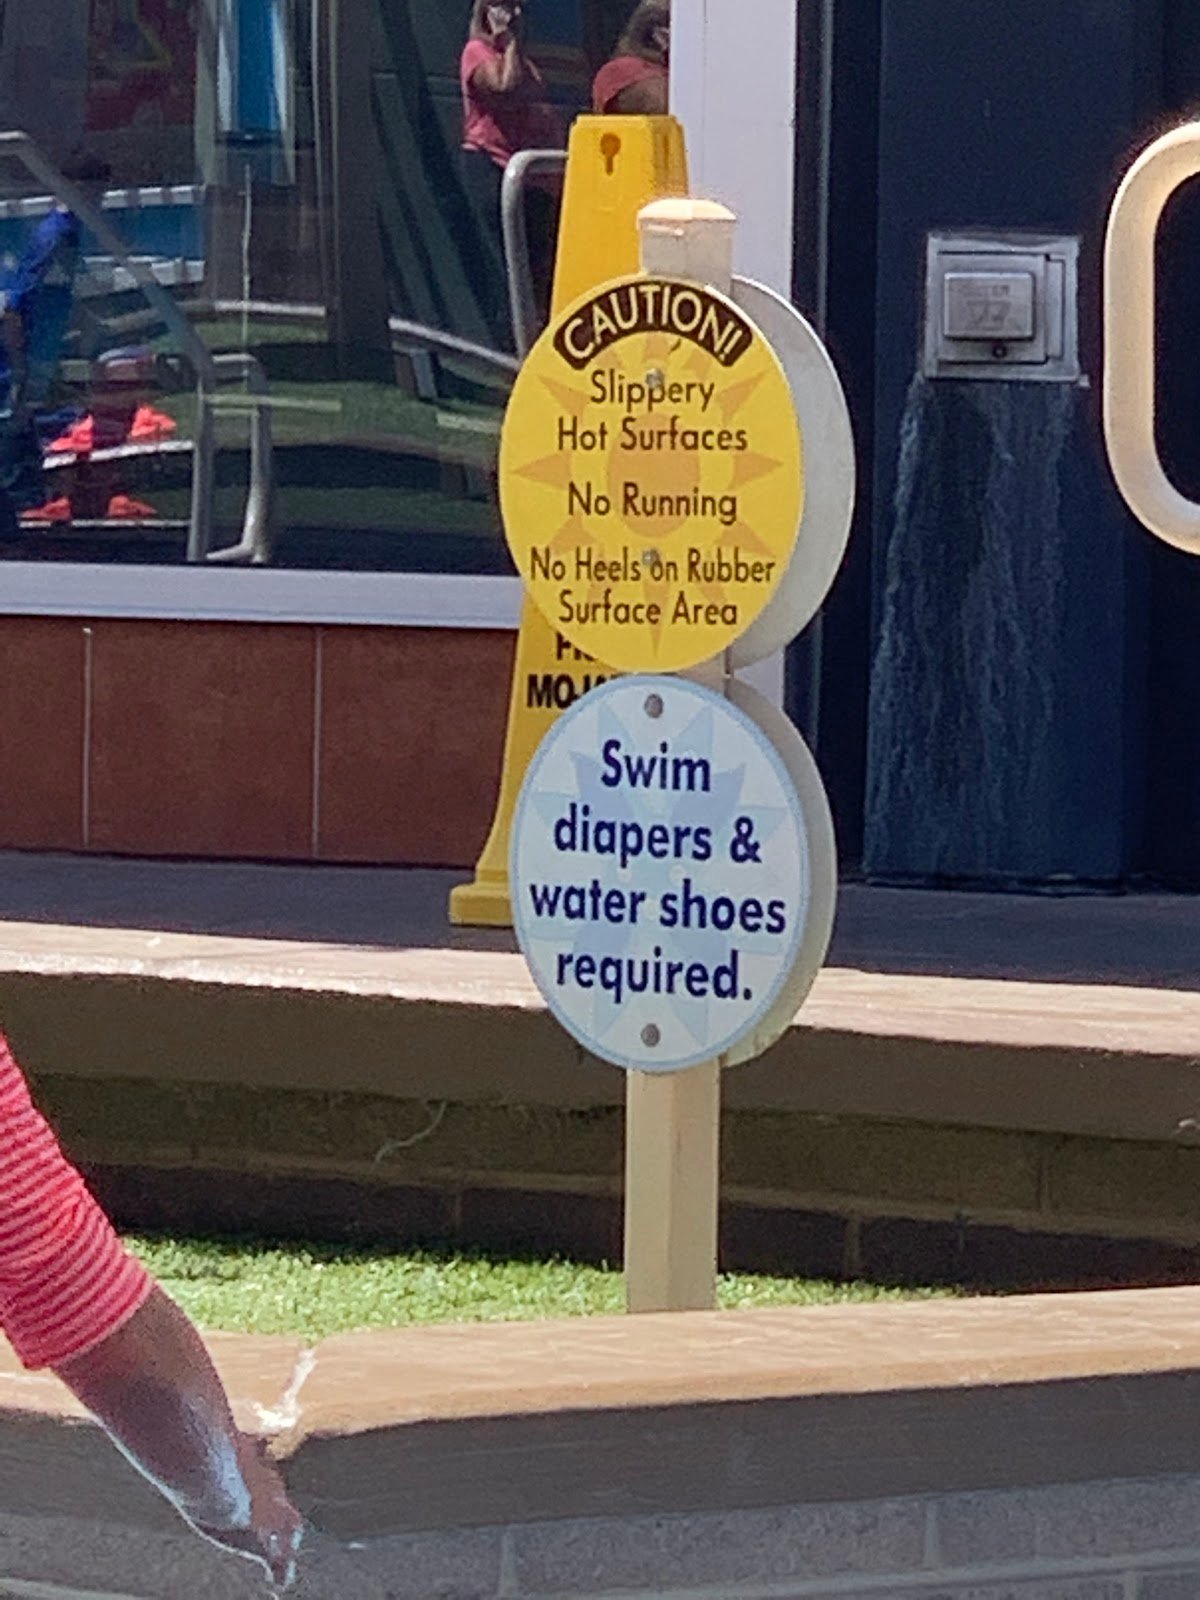 CAUTION!
Slippery
Hot Surfaces
No Running
No Heels on Rubber
Surface Area
Swim
diapers &
water shoes
required.